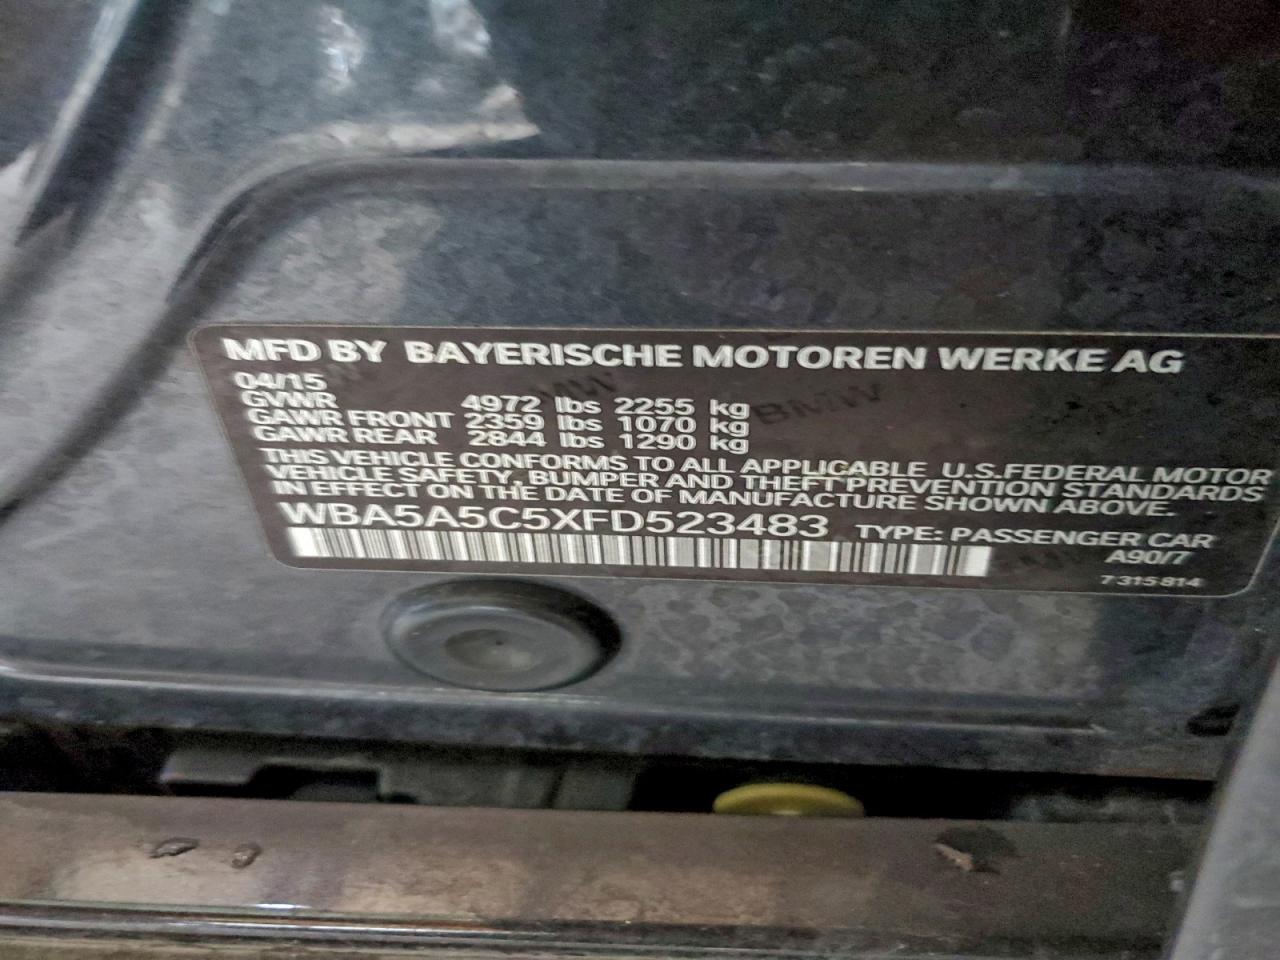 MFD BY BAYERISCHE MOTOREN WERKE AG
04/15
GVWR 4972 lbs 2255 kg
GAWR FRONT 2359 lbs 1070 kg
GAWR REAR 2844 lbs 1290 kg
THIS VEHICLE CONFORMS TO ALL APPLICABLE U.S.FEDERAL MOTOR
VEHICLE SAFETY, BUMPER AND THEFT PREVENTION STANDARDS
IN EFFECT ON THE DATE OF MANUFACTURE SHOWN ABOVE.
WBA5A5C5XFD523483 TYPE: PASSENGER CAR
A90/7
7 315 814
BMW